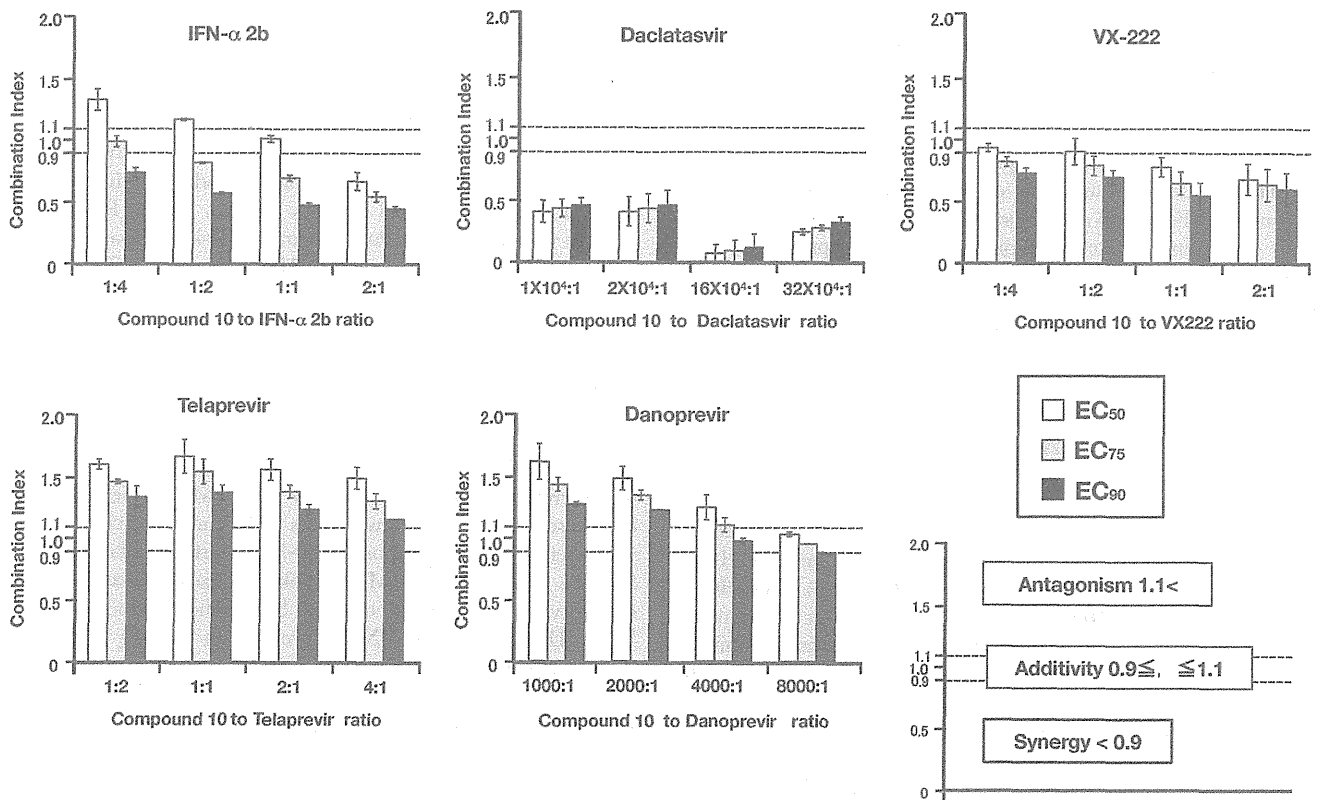 IFN-α 2b
Combination Index
2.0
1.5
1.1
1.0
0.9
0.5
0
1:4 1:2 1:1 2:1
Compound 10 to IFN-α 2b ratio
Daclatasvir
Combination Index
2.0
1.5
1.1
1.0
0.9
0.5
0
1X10⁴:1 2X10⁴:1 16X10⁴:1 32X10⁴:1
Compound 10 to Daclatasvir ratio
VX-222
Combination Index
2.0
1.5
1.1
1.0
0.9
0.5
0
1:4 1:2 1:1 2:1
Compound 10 to VX222 ratio
Telaprevir
Combination Index
2.0
1.5
1.1
1.0
0.9
0.5
0
1:2 1:1 2:1 4:1
Compound 10 to Telaprevir ratio
Danoprevir
Combination Index
2.0
1.5
1.1
1.0
0.9
0.5
0
1000:1 2000:1 4000:1 8000:1
Compound 10 to Danoprevir ratio
EC₅₀
EC₇₅
EC₉₀
2.0
1.5
1.1
1.0
0.9
0.5
0
Antagonism 1.1<
Additivity 0.9≦, ≦1.1
Synergy < 0.9